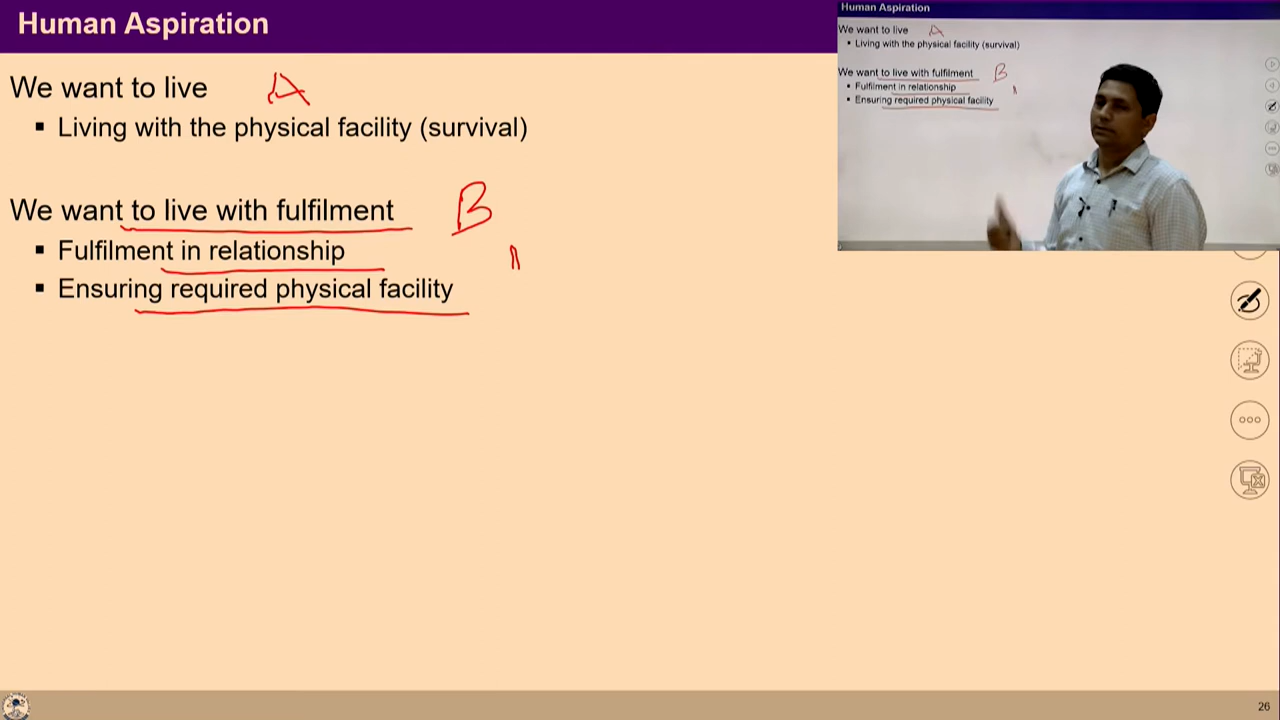 Human Aspiration
We want to live A
▪ Living with the physical facility (survival)
We want to live with fulfilment B
▪ Fulfilment in relationship
▪ Ensuring required physical facility
Human Aspiration
We want to live A
▪ Living with the physical facility (survival)
We want to live with fulfilment B
▪ Fulfilment in relationship
▪ Ensuring required physical facility
26